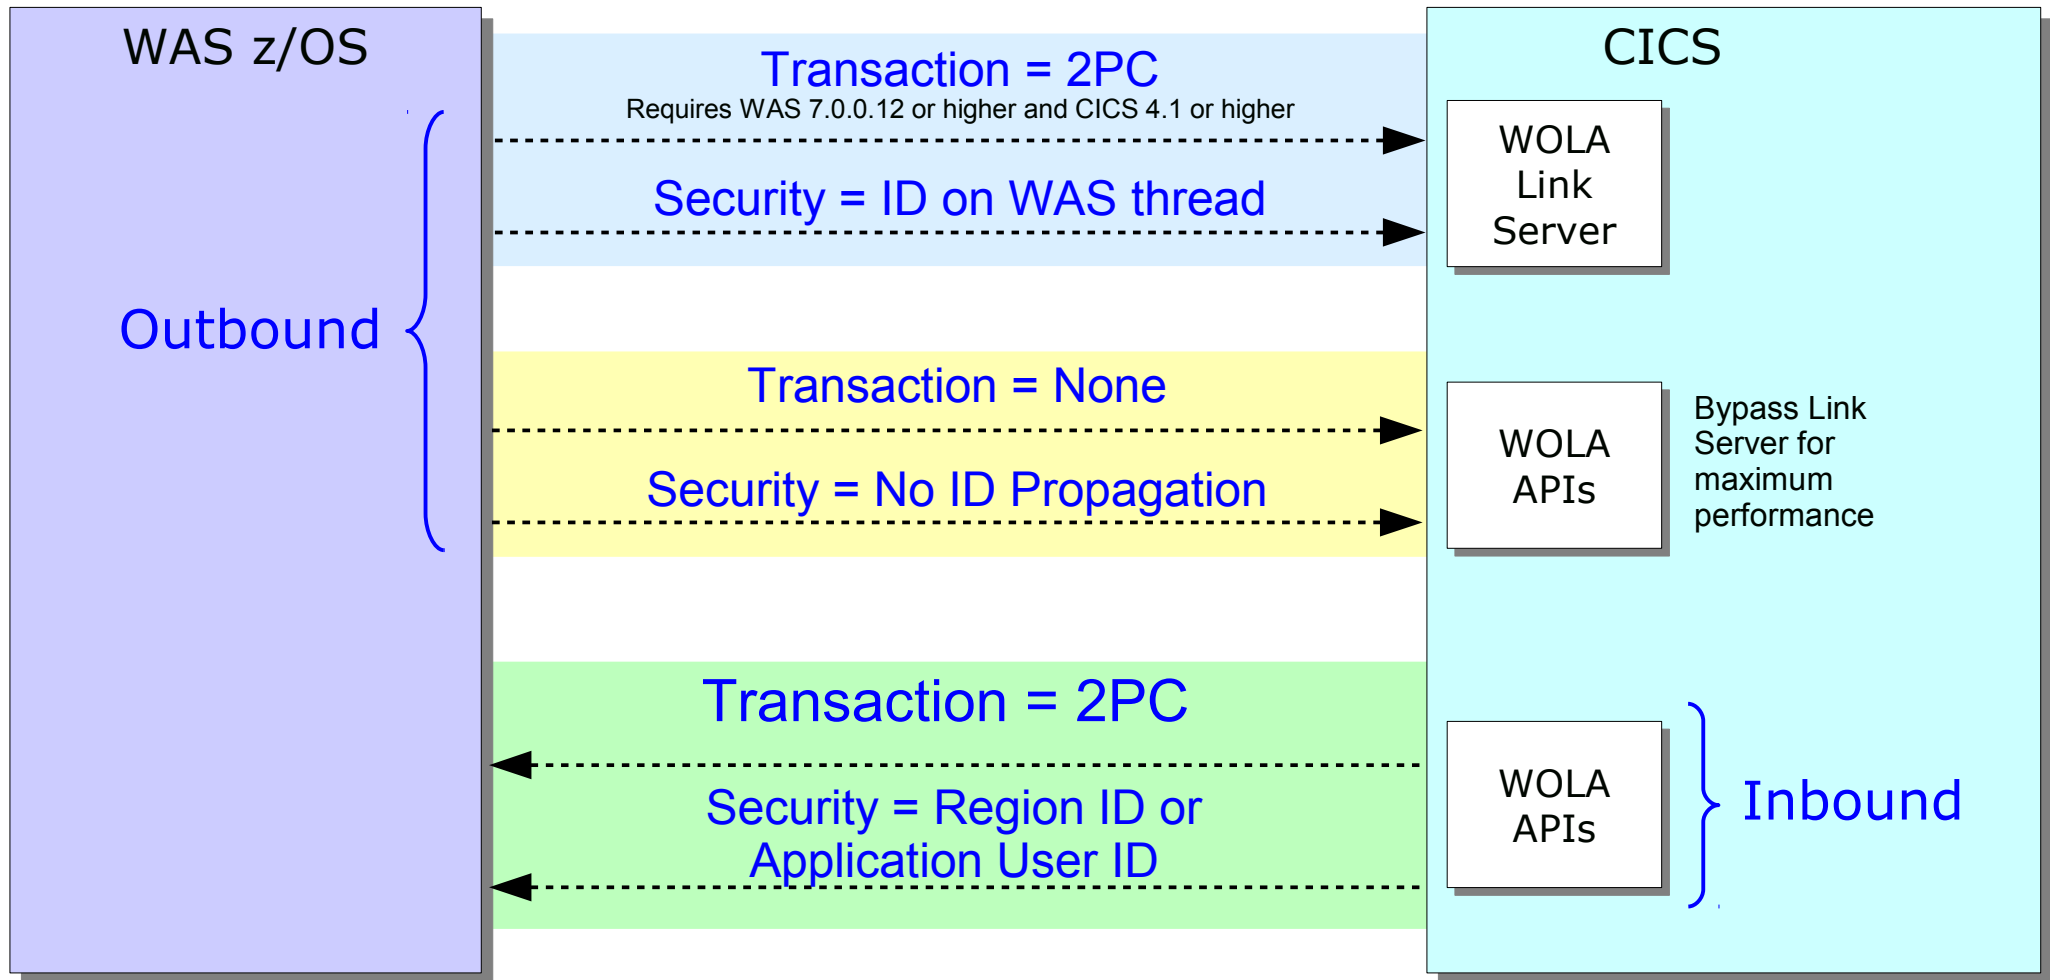 WAS z/OS
CICS
Transaction = 2PC
Requires WAS 7.0.0.12 or higher and CICS 4.1 or higher
Security = ID on WAS thread
WOLA
Link
Server
Outbound
Transaction = None
Security = No ID Propagation
WOLA
APIs
Bypass Link
Server for
maximum
performance
Transaction = 2PC
Security = Region ID or
Application User ID
WOLA
APIs
Inbound